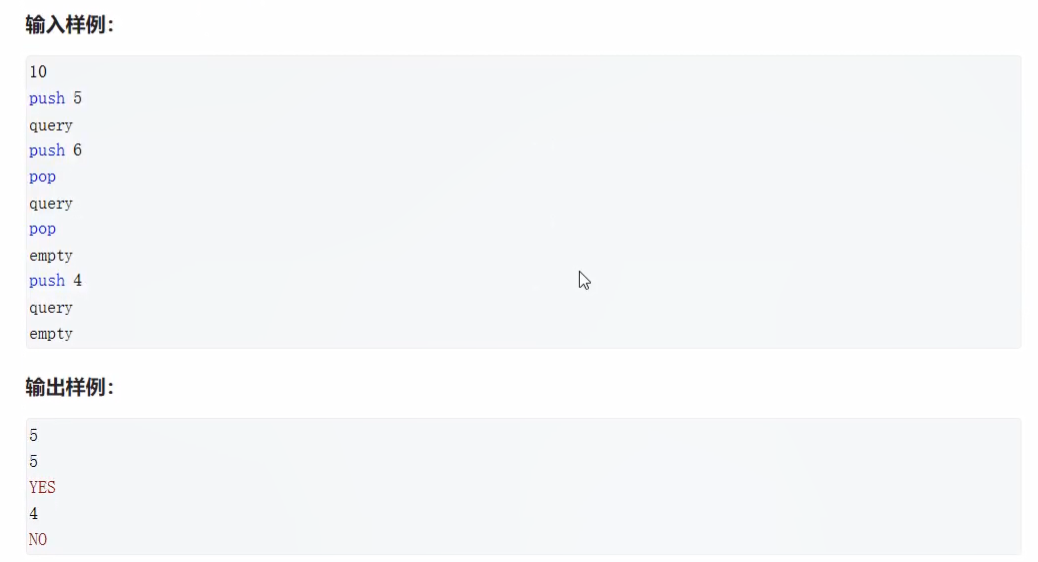 输入样例：
10
push 5
query
push 6
pop
query
pop
empty
push 4
query
empty
输出样例：
5
5
YES
4
NO